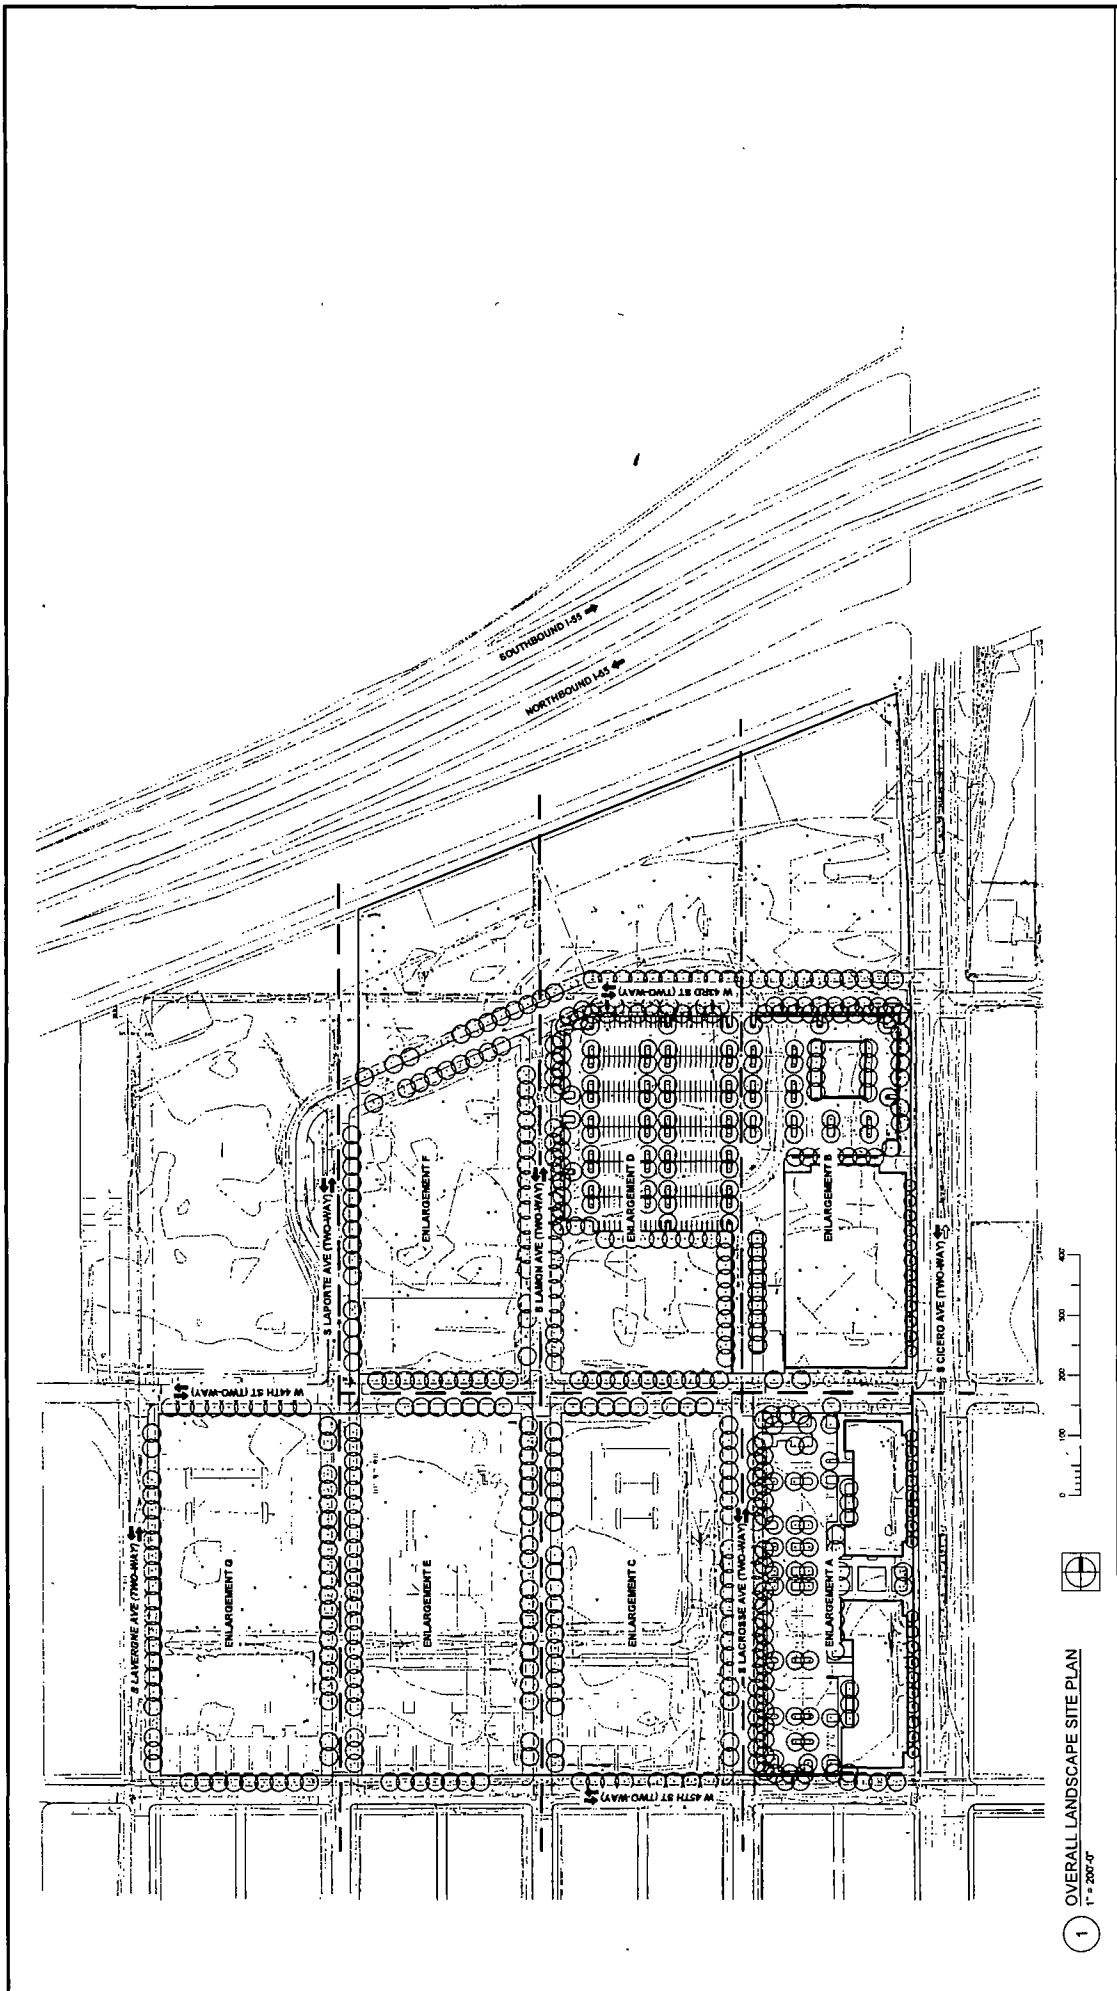 SOUTHBOUND I-55
NORTHBOUND I-55
W 43RD ST (TWO-WAY)
S LAPORTE AVE (TWO-WAY)
ENLARGEMENT F
S LAMON AVE (TWO-WAY)
ENLARGEMENT D
ENLARGEMENT B
S CICERO AVE (TWO-WAY)
W 44TH ST (TWO-WAY)
S LAVERGNE AVE (TWO-WAY)
ENLARGEMENT G
ENLARGEMENT E
ENLARGEMENT C
S LACROSSE AVE (TWO-WAY)
ENLARGEMENT A
W 45TH ST (TWO-WAY)
0 100 200 300 400'
1 OVERALL LANDSCAPE SITE PLAN
1" = 200'-0"